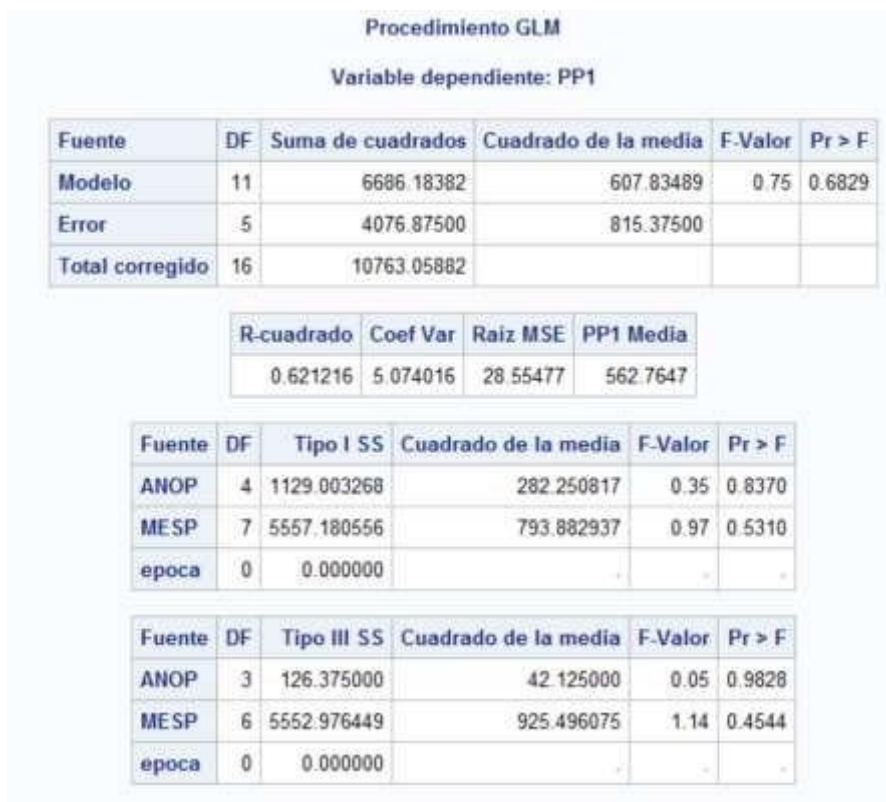 Procedimiento GLM
Variable dependiente: PP1
Fuente DF Suma de cuadrados Cuadrado de la media F-Valor Pr > F
Modelo 11 6686.18382 607.83489 0.75 0.6829
Error 5 4076.87500 815.37500
Total corregido 16 10763.05882
R-cuadrado Coef Var Raiz MSE PP1 Media
0.621216 5.074016 28.55477 562.7647
Fuente DF Tipo I SS Cuadrado de la media F-Valor Pr > F
ANOP 4 1129.003268 282.250817 0.35 0.8370
MESP 7 5557.180556 793.882937 0.97 0.5310
epoca 0 0.000000 . . .
Fuente DF Tipo III SS Cuadrado de la media F-Valor Pr > F
ANOP 3 126.375000 42.125000 0.05 0.9828
MESP 6 5552.976449 925.496075 1.14 0.4544
epoca 0 0.000000 . . .